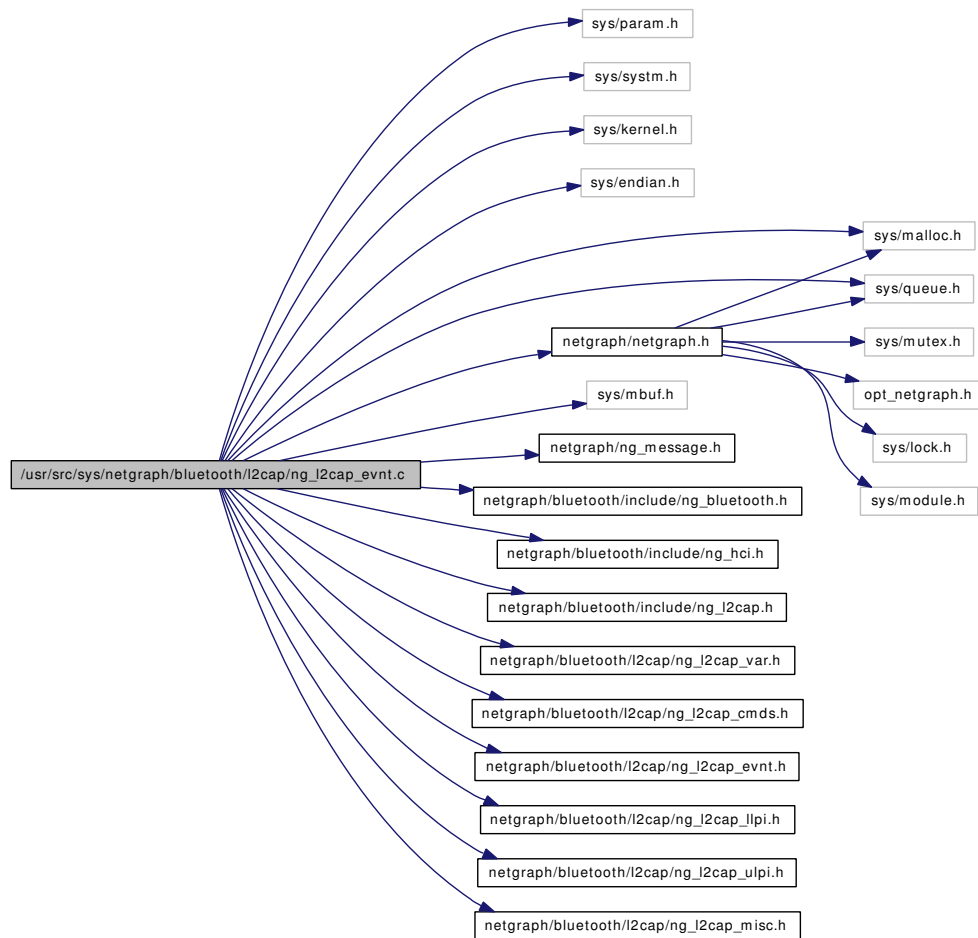 sys/param.h
sys/systm.h
sys/kernel.h
sys/endian.h
sys/malloc.h
sys/queue.h
netgraph/netgraph.h
sys/mutex.h
sys/mbuf.h
opt_netgraph.h
netgraph/ng_message.h
sys/lock.h
/usr/src/sys/netgraph/bluetooth/l2cap/ng_l2cap_evnt.c
netgraph/bluetooth/include/ng_bluetooth.h
sys/module.h
netgraph/bluetooth/include/ng_hci.h
netgraph/bluetooth/include/ng_l2cap.h
netgraph/bluetooth/l2cap/ng_l2cap_var.h
netgraph/bluetooth/l2cap/ng_l2cap_cmds.h
netgraph/bluetooth/l2cap/ng_l2cap_evnt.h
netgraph/bluetooth/l2cap/ng_l2cap_llpi.h
netgraph/bluetooth/l2cap/ng_l2cap_ulpi.h
netgraph/bluetooth/l2cap/ng_l2cap_misc.h